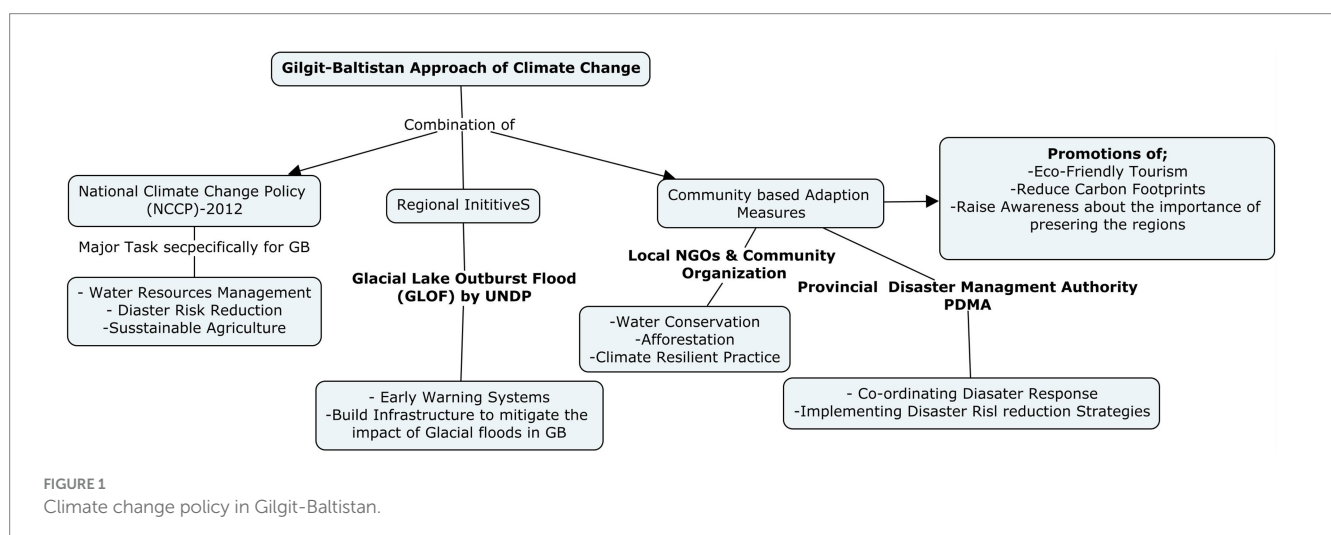 Gilgit-Baltistan Approach of Climate Change
Combination of
National Climate Change Policy
(NCCP)-2012
Major Task secpecifically for GB
- Water Resources Management
- Diaster Risk Reduction
-Susstainable Agriculture
Regional InititiveS
Glacial Lake Outburst Flood
(GLOF) by UNDP
- Early Warning Systems
-Build Infrastructure to mitigate the
impact of Glacial floods in GB
Community based Adaption
Measures
Local NGOs & Community
Organization
-Water Conservation
-Afforestation
-Climate Resilient Practice
Provincial Disaster Managment Authority
PDMA
- Co-ordinating Disasater Response
-Implementing Disaster Risl reduction Strategies
Promotions of;
-Eco-Friendly Tourism
-Reduce Carbon Footprints
-Raise Awareness about the importance of
presering the regions
FIGURE 1
Climate change policy in Gilgit-Baltistan.